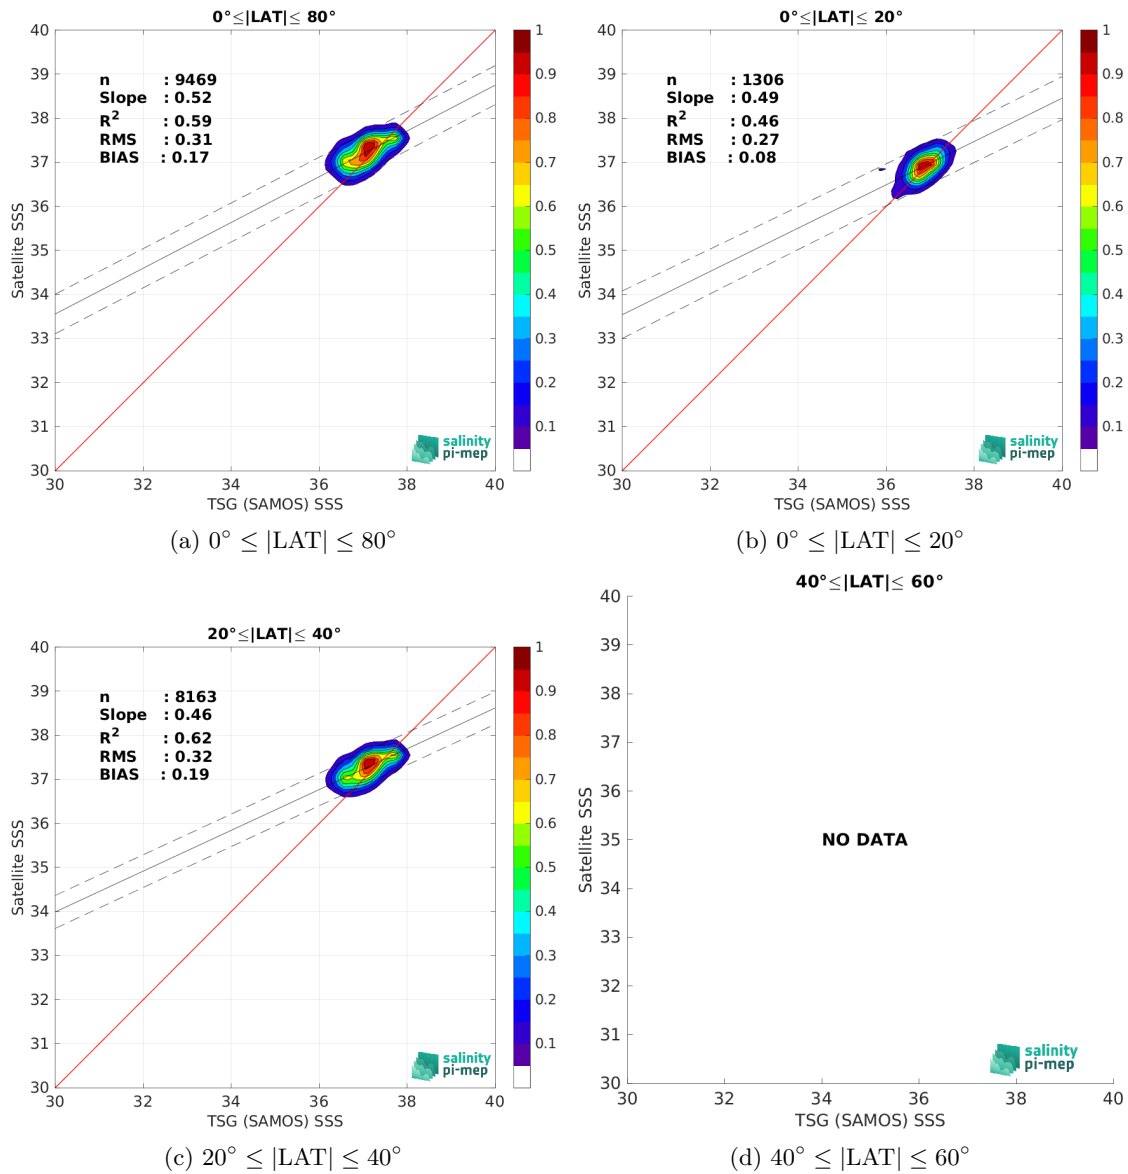 0°≤|LAT|≤ 80°
40
39
38
37
36
35
34
33
32
31
30
Satellite SSS
n : 9469
Slope : 0.52
R² : 0.59
RMS : 0.31
BIAS : 0.17
salinity
pi-mep
30 32 34 36 38 40
TSG (SAMOS) SSS
1
0.9
0.8
0.7
0.6
0.5
0.4
0.3
0.2
0.1
(a) 0° ≤ |LAT| ≤ 80°
0°≤|LAT|≤ 20°
40
39
38
37
36
35
34
33
32
31
30
Satellite SSS
n : 1306
Slope : 0.49
R² : 0.46
RMS : 0.27
BIAS : 0.08
salinity
pi-mep
30 32 34 36 38 40
TSG (SAMOS) SSS
1
0.9
0.8
0.7
0.6
0.5
0.4
0.3
0.2
0.1
(b) 0° ≤ |LAT| ≤ 20°
20°≤|LAT|≤ 40°
40
39
38
37
36
35
34
33
32
31
30
Satellite SSS
n : 8163
Slope : 0.46
R² : 0.62
RMS : 0.32
BIAS : 0.19
salinity
pi-mep
30 32 34 36 38 40
TSG (SAMOS) SSS
1
0.9
0.8
0.7
0.6
0.5
0.4
0.3
0.2
0.1
(c) 20° ≤ |LAT| ≤ 40°
40°≤|LAT|≤ 60°
40
39
38
37
36
35
34
33
32
31
30
Satellite SSS
NO DATA
salinity
pi-mep
30 32 34 36 38 40
TSG (SAMOS) SSS
(d) 40° ≤ |LAT| ≤ 60°